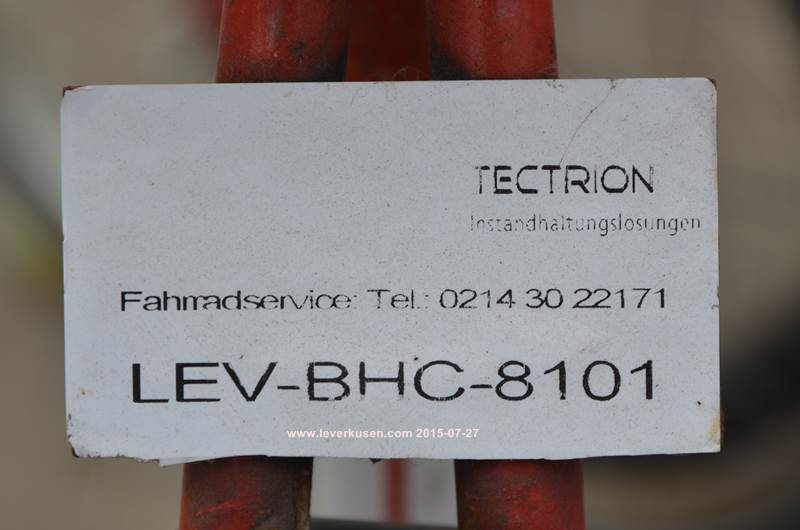 TECTRION
Instandhaltungslösungen
Fahrradservice: Tel.: 0214 30 22171
LEV-BHC-8101
www.leverkusen.com 2015-07-27